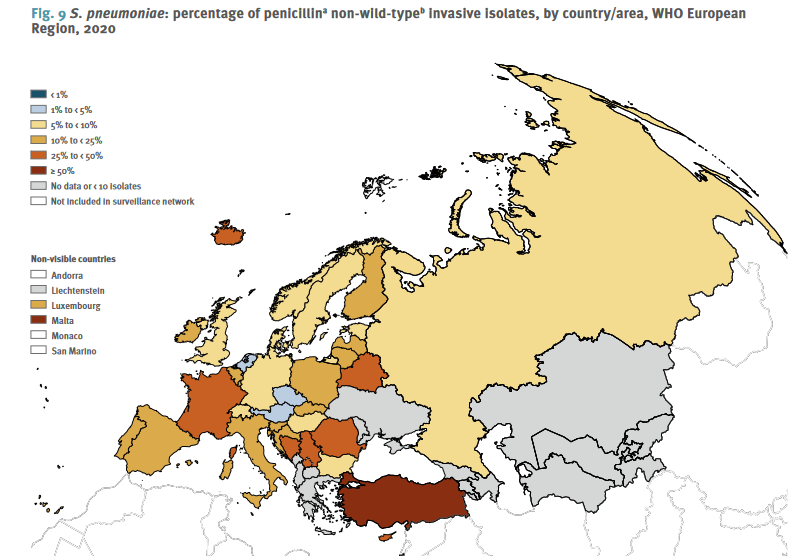 Fig. 9 S. pneumoniae: percentage of penicillinᵃ non-wild-typeᵇ invasive isolates, by country/area, WHO European
Region, 2020
< 1%
1% to < 5%
5% to < 10%
10% to < 25%
25% to < 50%
≥ 50%
No data or < 10 isolates
Not included in surveillance network
Non-visible countries
Andorra
Liechtenstein
Luxembourg
Malta
Monaco
San Marino